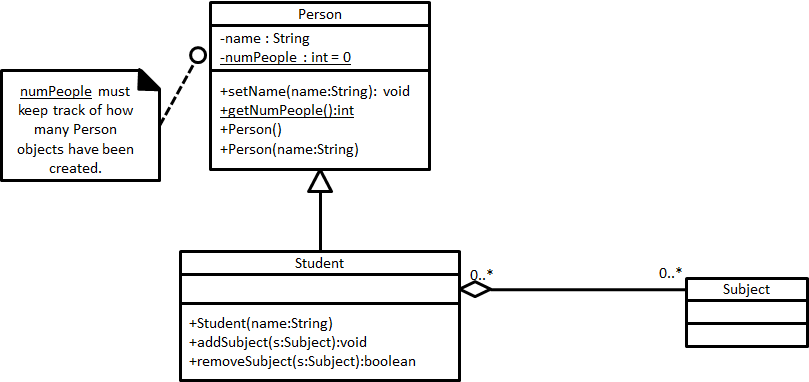 Person
-name : String
-numPeople : int = 0
+setName(name:String): void
+getNumPeople():int
+Person()
+Person(name:String)
numPeople must
keep track of how
many Person
objects have been
created.
Student
+Student(name:String)
+addSubject(s:Subject):void
+removeSubject(s:Subject):boolean
0..*
0..*
Subject